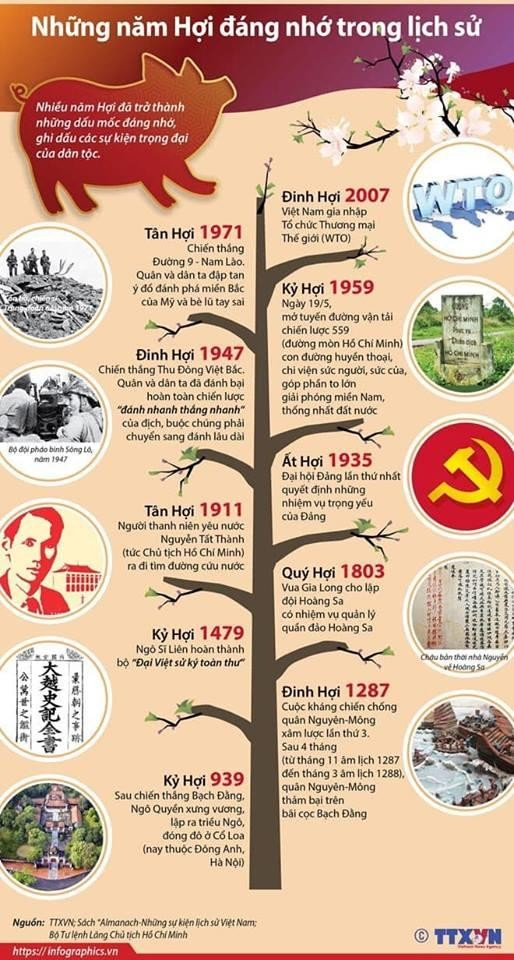 Những năm Hợi đáng nhớ trong lịch sử
Nhiều năm Hợi đã trở thành
những dấu mốc đáng nhớ,
ghi dấu các sự kiện trọng đại
của dân tộc.
Đinh Hợi 2007
Việt Nam gia nhập
Tổ chức Thương mại
Thế giới (WTO)
WTO
Tân Hợi 1971
Chiến thắng
Đường 9 - Nam Lào.
Quân và dân ta đập tan
ý đồ đánh phá miền Bắc
của Mỹ và bè lũ tay sai
Kỷ Hợi 1959
Ngày 19/5,
mở tuyến đường vận tải
chiến lược 559
(đường mòn Hồ Chí Minh)
con đường huyền thoại,
chi viện sức người, sức của,
góp phần to lớn
giải phóng miền Nam,
thống nhất đất nước
HỒ CHÍ MINH
HỒ CHÍ MINH
Đinh Hợi 1947
Chiến thắng Thu Đông Việt Bắc.
Quân và dân ta đã đánh bại
hoàn toàn chiến lược
"đánh nhanh thắng nhanh"
của địch, buộc chúng phải
chuyển sang đánh lâu dài
Bộ đội pháo binh Sông Lô,
năm 1947
Ất Hợi 1935
Đại hội Đảng lần thứ nhất
quyết định những
nhiệm vụ trọng yếu
của Đảng
Tân Hợi 1911
Người thanh niên yêu nước
Nguyễn Tất Thành
(tức Chủ tịch Hồ Chí Minh)
ra đi tìm đường cứu nước
Quý Hợi 1803
Vua Gia Long cho lập
đội Hoàng Sa
có nhiệm vụ quản lý
quần đảo Hoàng Sa
Châu bản thời nhà Nguyễn
về Hoàng Sa
Kỷ Hợi 1479
Ngô Sĩ Liên hoàn thành
bộ "Đại Việt sử ký toàn thư"
大越史記全書
Đinh Hợi 1287
Cuộc kháng chiến chống
quân Nguyên-Mông
xâm lược lần thứ 3.
Sau 4 tháng
(từ tháng 11 âm lịch 1287
đến tháng 3 âm lịch 1288),
quân Nguyên-Mông
thảm bại trên
bãi cọc Bạch Đằng
Kỷ Hợi 939
Sau chiến thắng Bạch Đằng,
Ngô Quyền xưng vương,
lập ra triều Ngô,
đóng đô ở Cổ Loa
(nay thuộc Đông Anh,
Hà Nội)
Nguồn: TTXVN; Sách "Almanach-Những sự kiện lịch sử Việt Nam;
Bộ Tư lệnh Lăng Chủ tịch Hồ Chí Minh
© TTXVN
Vietnam News Agency
https://infographics.vn